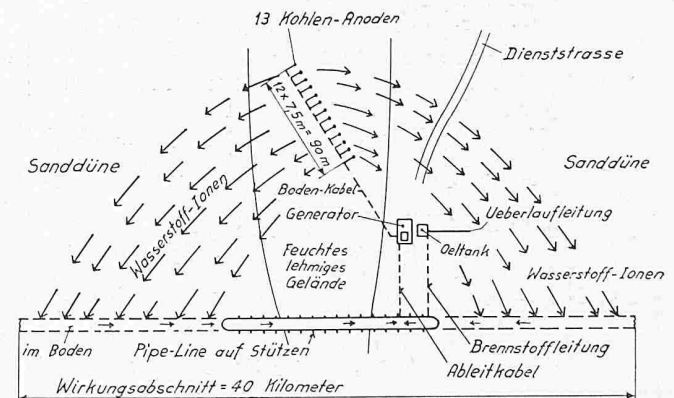 13 Kohlen-Anoden
Dienststrasse
12 x 7,5 m = 90 m
Sanddüne
Sanddüne
Wasserstoff-Ionen
Boden-Kabel
Generator
Ueberlaufleitung
Oeltank
Feuchtes
lehmiges
Gelände
Wasserstoff-Ionen
im Boden
Pipe-Line auf Stützen
Brennstoffleitung
Ableitkabel
Wirkungsabschnitt = 40 Kilometer